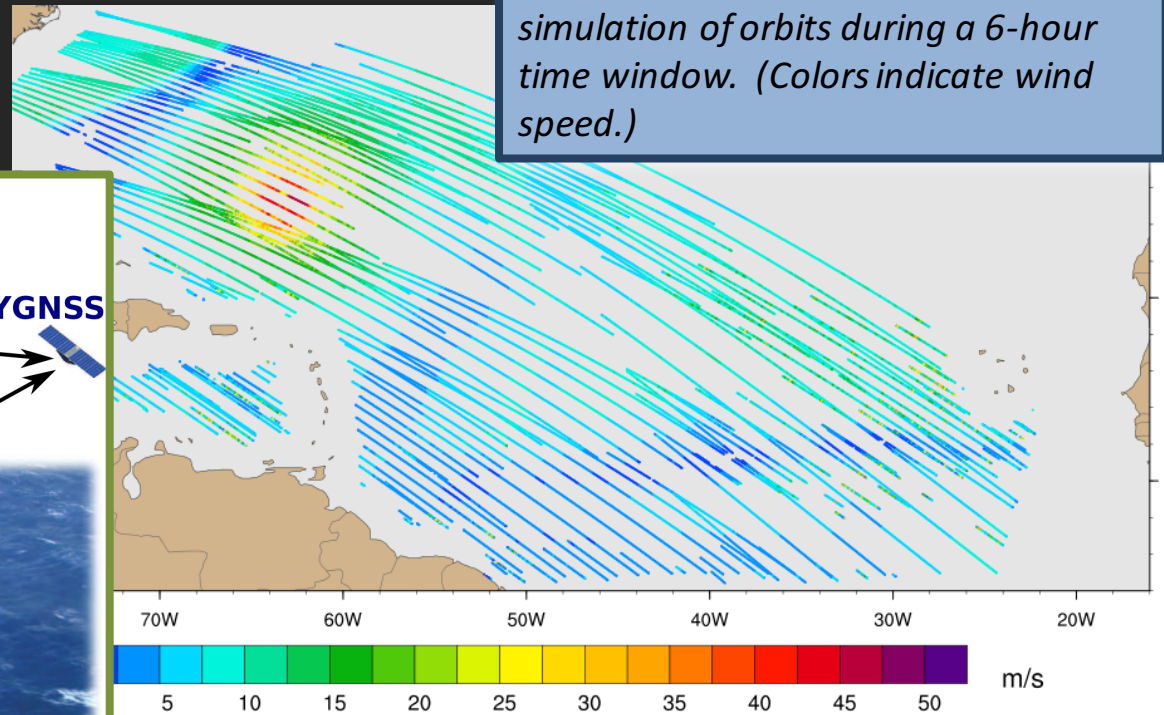 simulation of orbits during a 6-hour
time window. (Colors indicate wind
speed.)
YGNSS
70W 60W 50W 40W 30W 20W
5 10 15 20 25 30 35 40 45 50 m/s